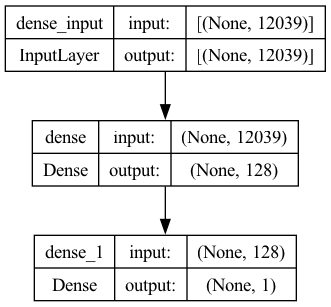 dense_input input: [(None, 12039)]
InputLayer output: [(None, 12039)]
dense input: (None, 12039)
Dense output: (None, 128)
dense_1 input: (None, 128)
Dense output: (None, 1)